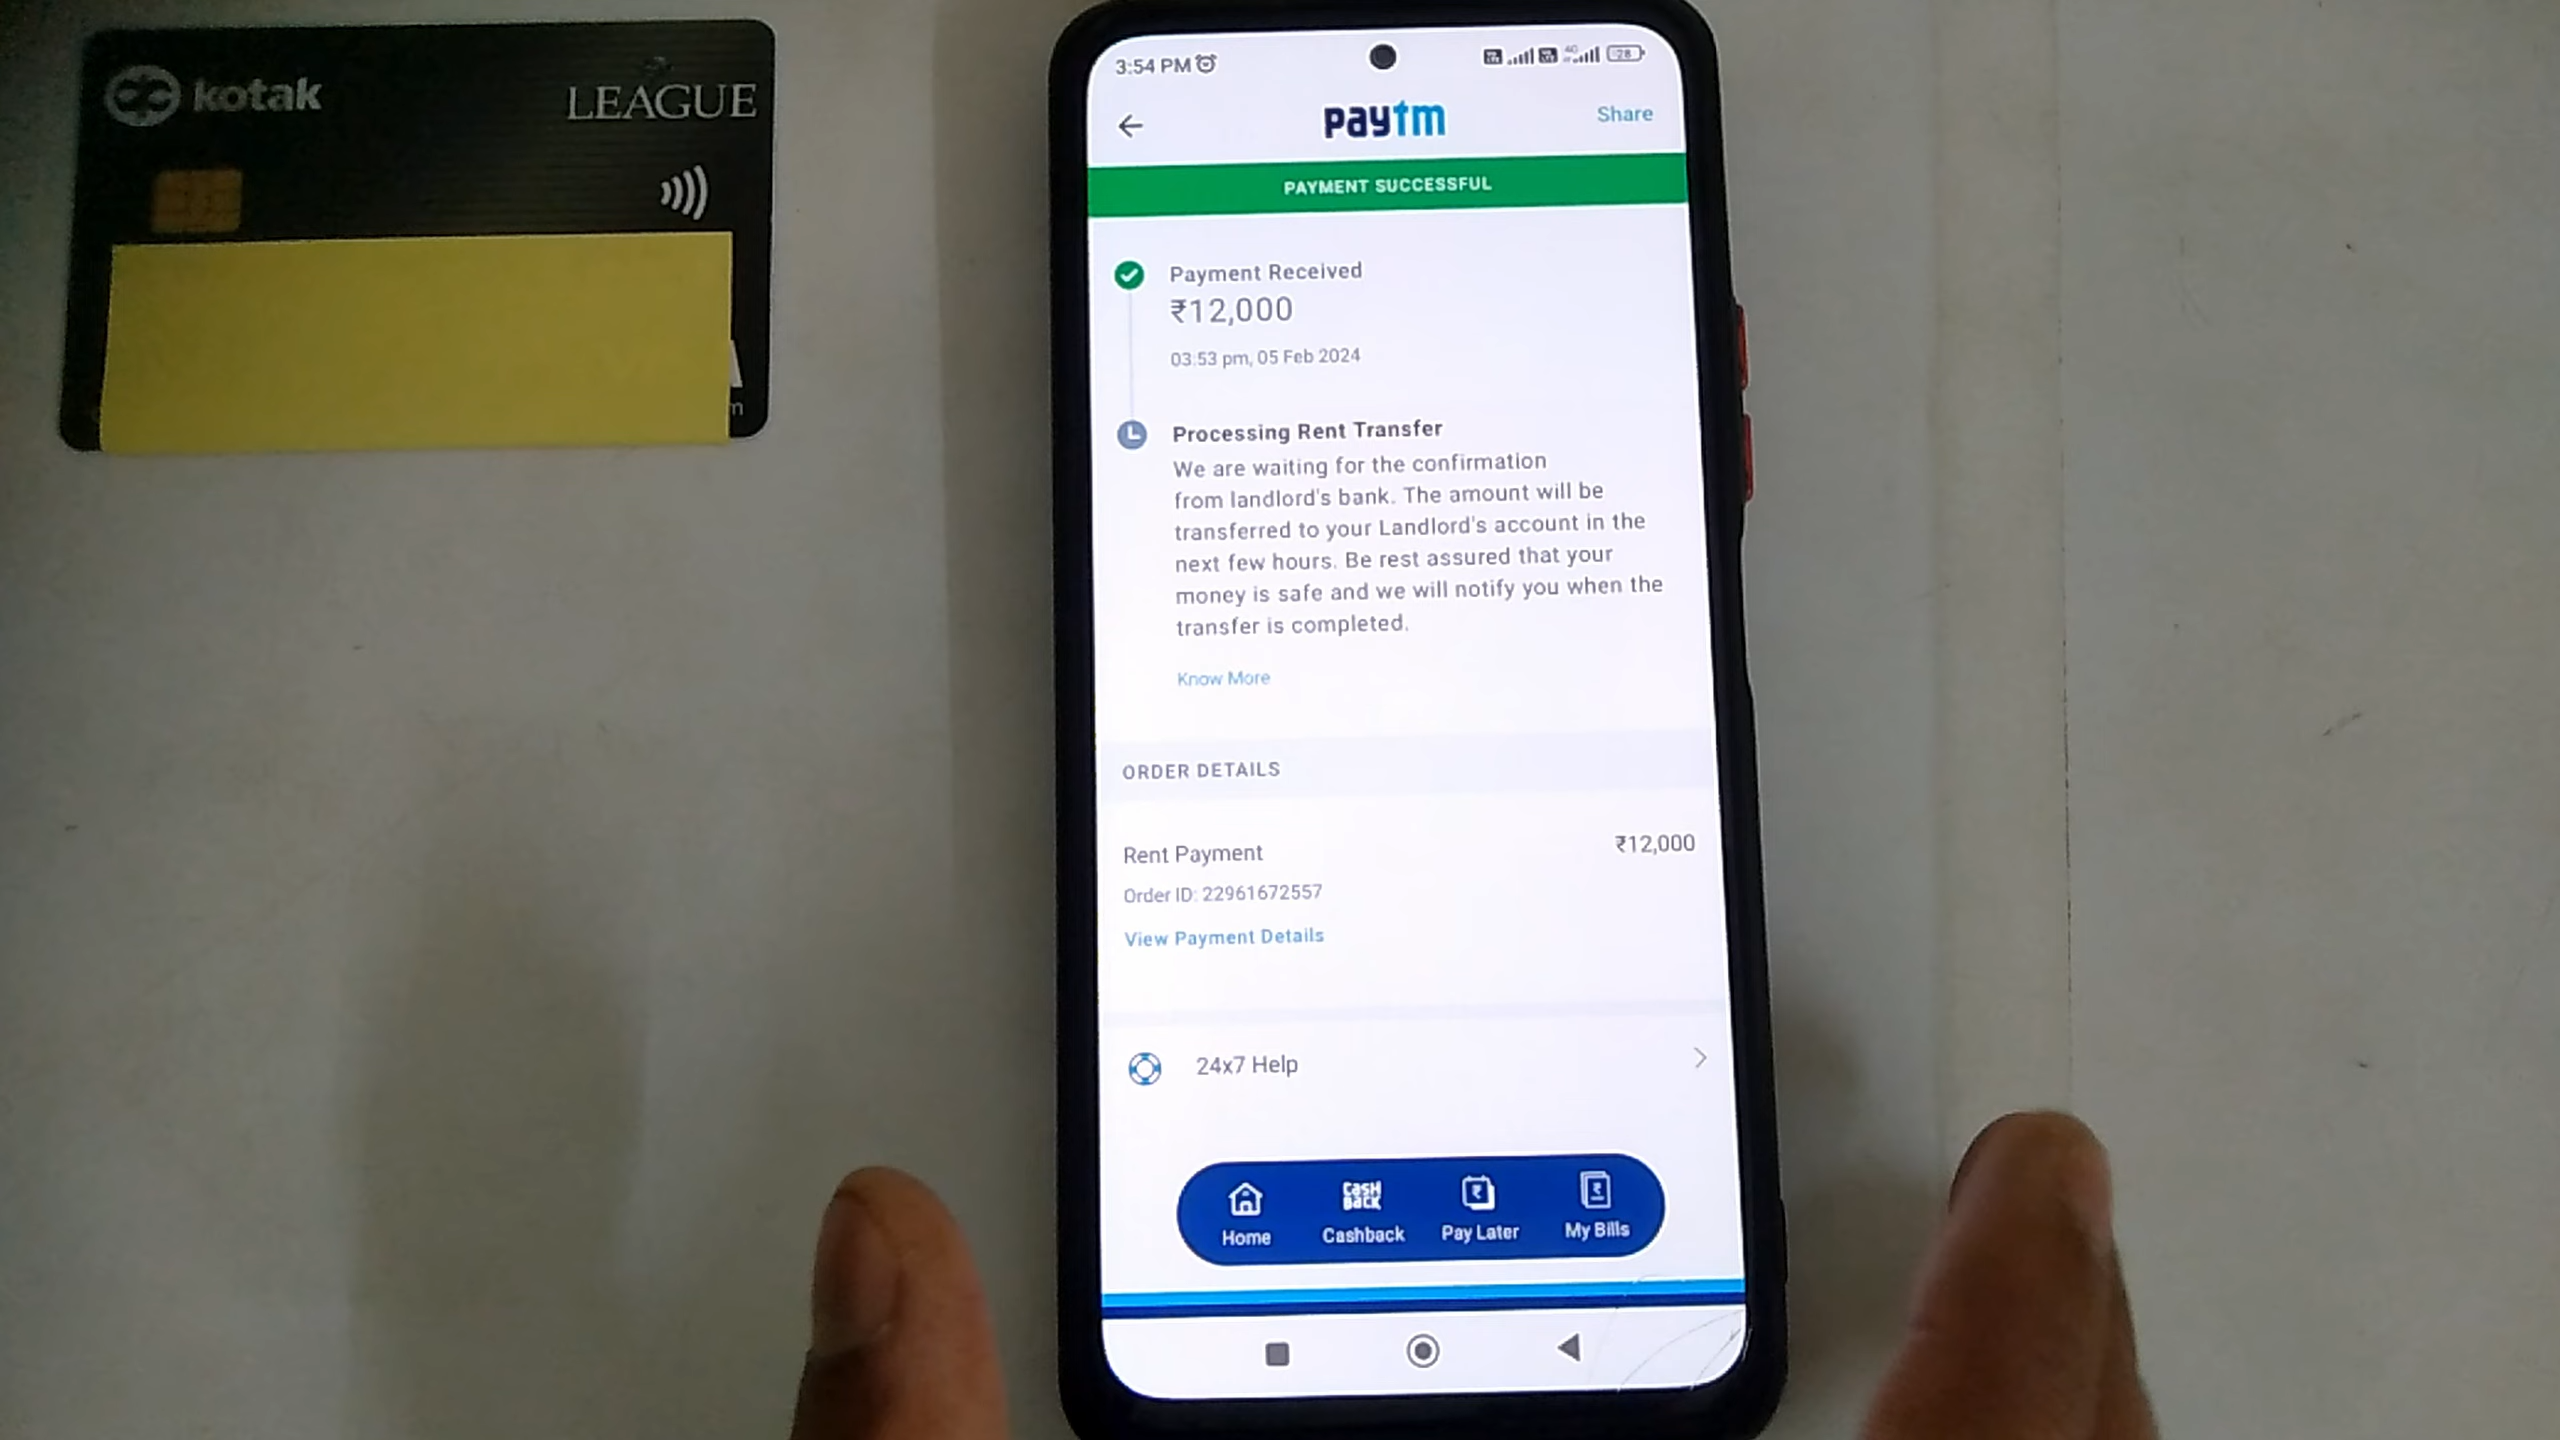 kotak
LEAGUE
3:54 PM
28
paytm
Share
PAYMENT SUCCESSFUL
Payment Received
₹12,000
03:53 pm, 05 Feb 2024
Processing Rent Transfer
We are waiting for the confirmation
from landlord's bank. The amount will be
transferred to your Landlord's account in the
next few hours. Be rest assured that your
money is safe and we will notify you when the
transfer is completed.
Know More
ORDER DETAILS
Rent Payment
₹12,000
Order ID: 22961672557
View Payment Details
24x7 Help
Home
CASH BACK
Cashback
Pay Later
My Bills